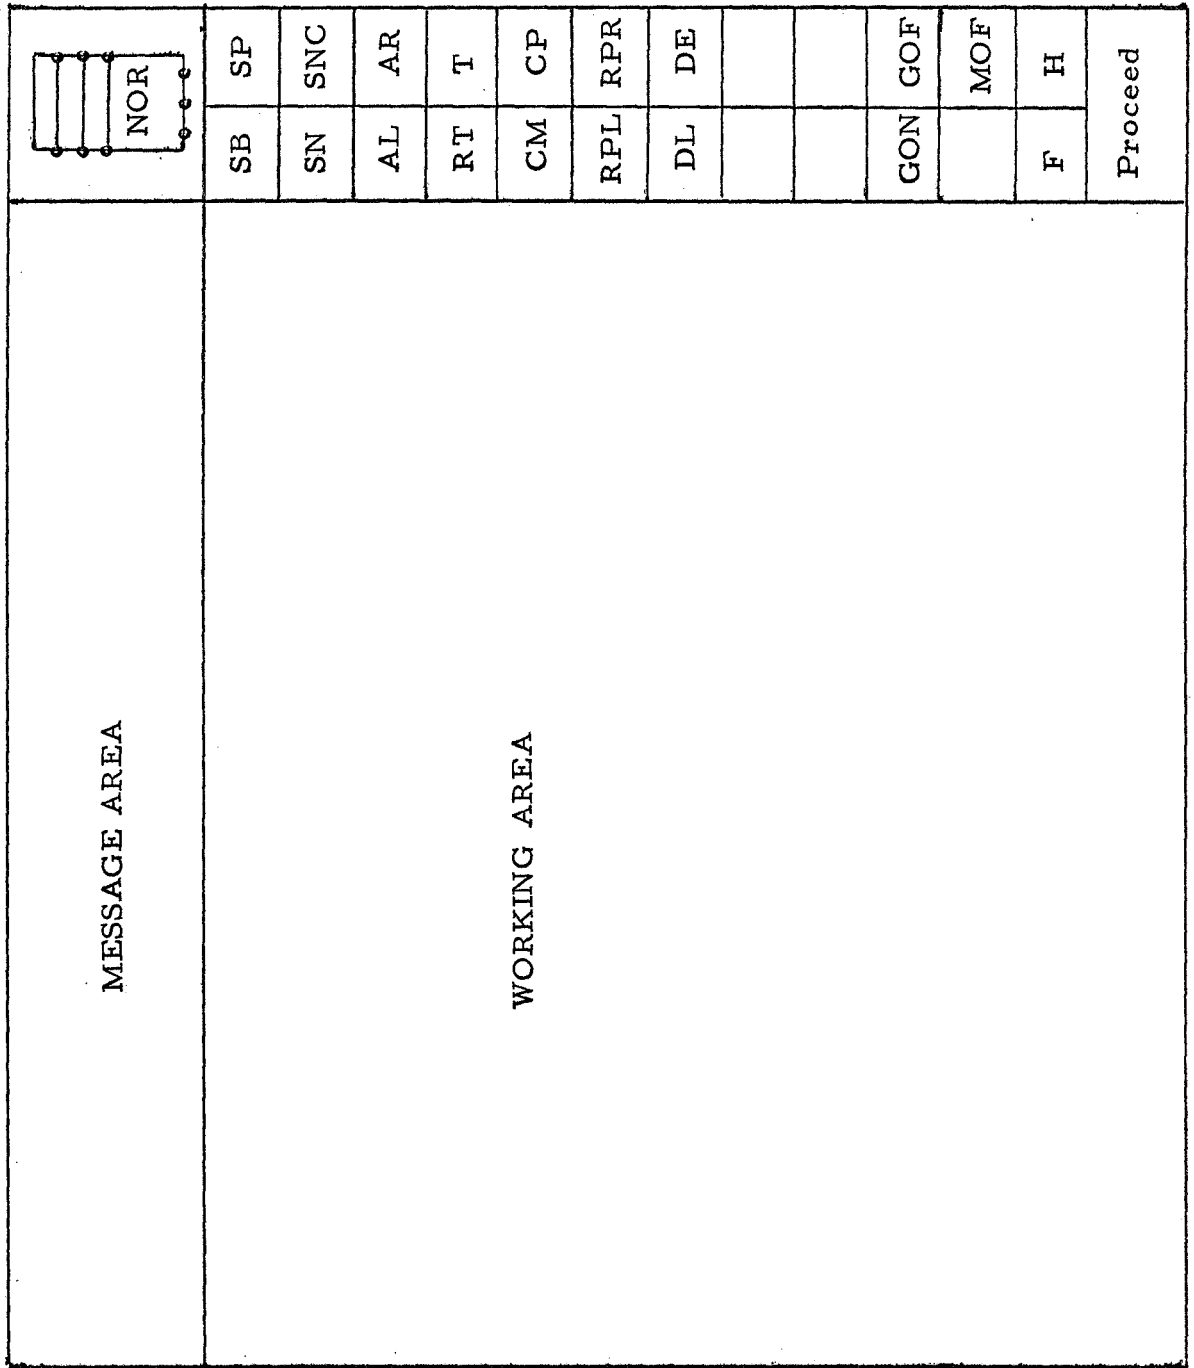 MESSAGE AREA
NOR
SB SP
SN SNC
AL AR
RT T
CM CP
RPL RPR
DL DE
GON GOF
MOF
F H
Proceed
WORKING AREA